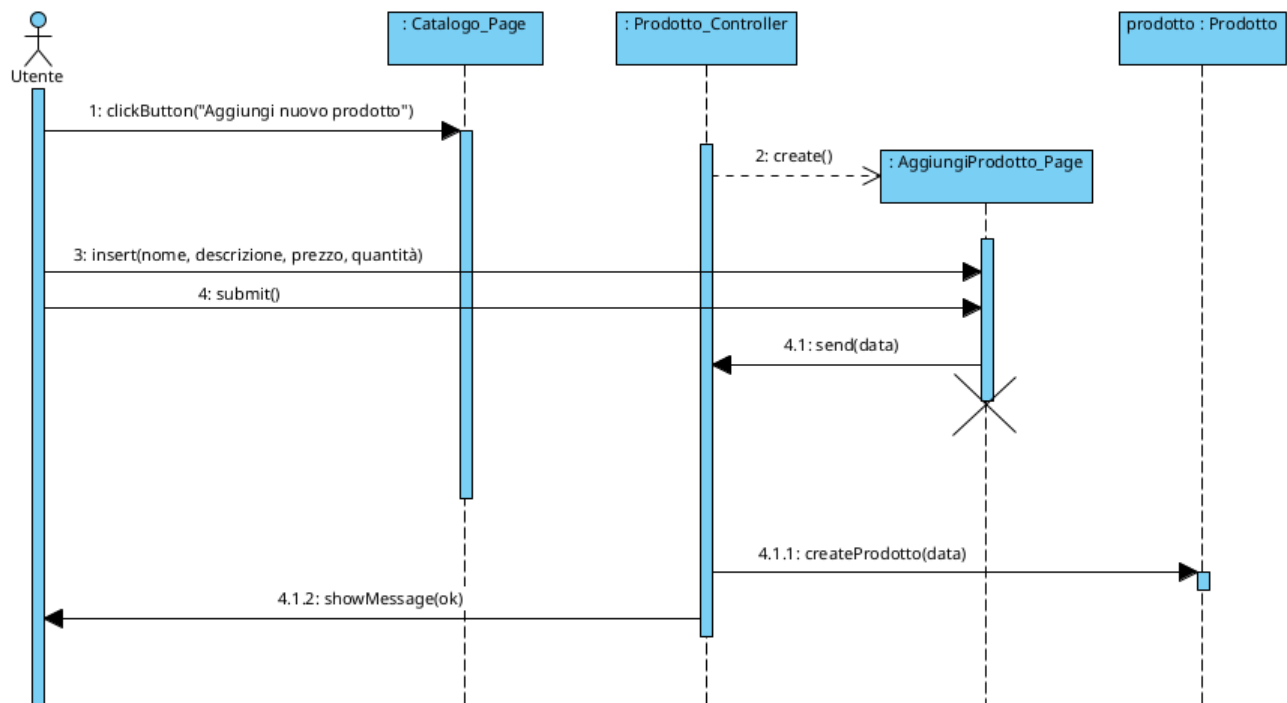 : Catalogo_Page
: Prodotto_Controller
prodotto : Prodotto
Utente
1: clickButton("Aggiungi nuovo prodotto")
2: create()
: AggiungiProdotto_Page
3: insert(nome, descrizione, prezzo, quantità)
4: submit()
4.1: send(data)
4.1.1: createProdotto(data)
4.1.2: showMessage(ok)